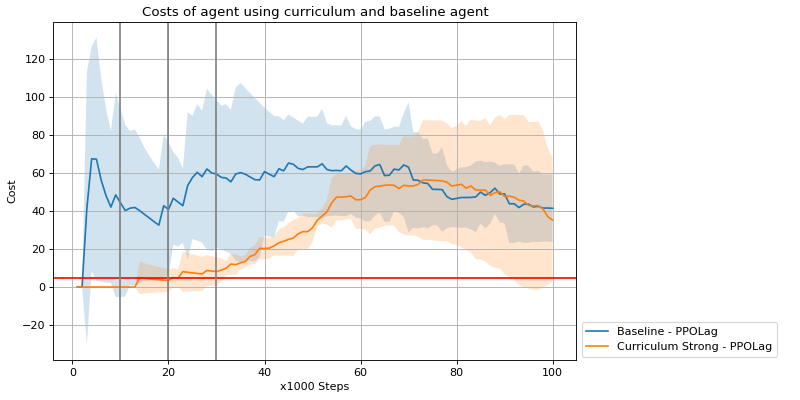 Costs of agent using curriculum and baseline agent
Cost
120
100
80
60
40
20
0
−20
0 20 40 60 80 100
x1000 Steps
Baseline - PPOLag
Curriculum Strong - PPOLag